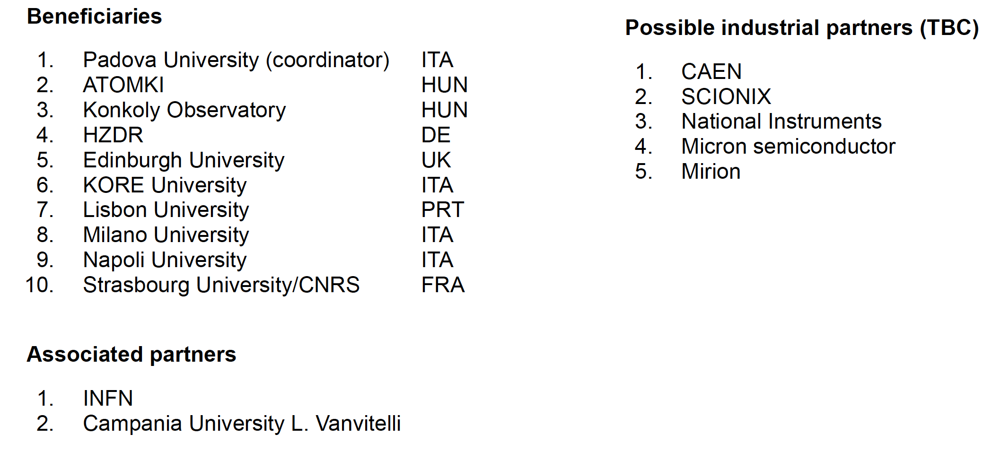 Beneficiaries
1. Padova University (coordinator) ITA
2. ATOMKI HUN
3. Konkoly Observatory HUN
4. HZDR DE
5. Edinburgh University UK
6. KORE University ITA
7. Lisbon University PRT
8. Milano University ITA
9. Napoli University ITA
10. Strasbourg University/CNRS FRA
Associated partners
1. INFN
2. Campania University L. Vanvitelli
Possible industrial partners (TBC)
1. CAEN
2. SCIONIX
3. National Instruments
4. Micron semiconductor
5. Mirion